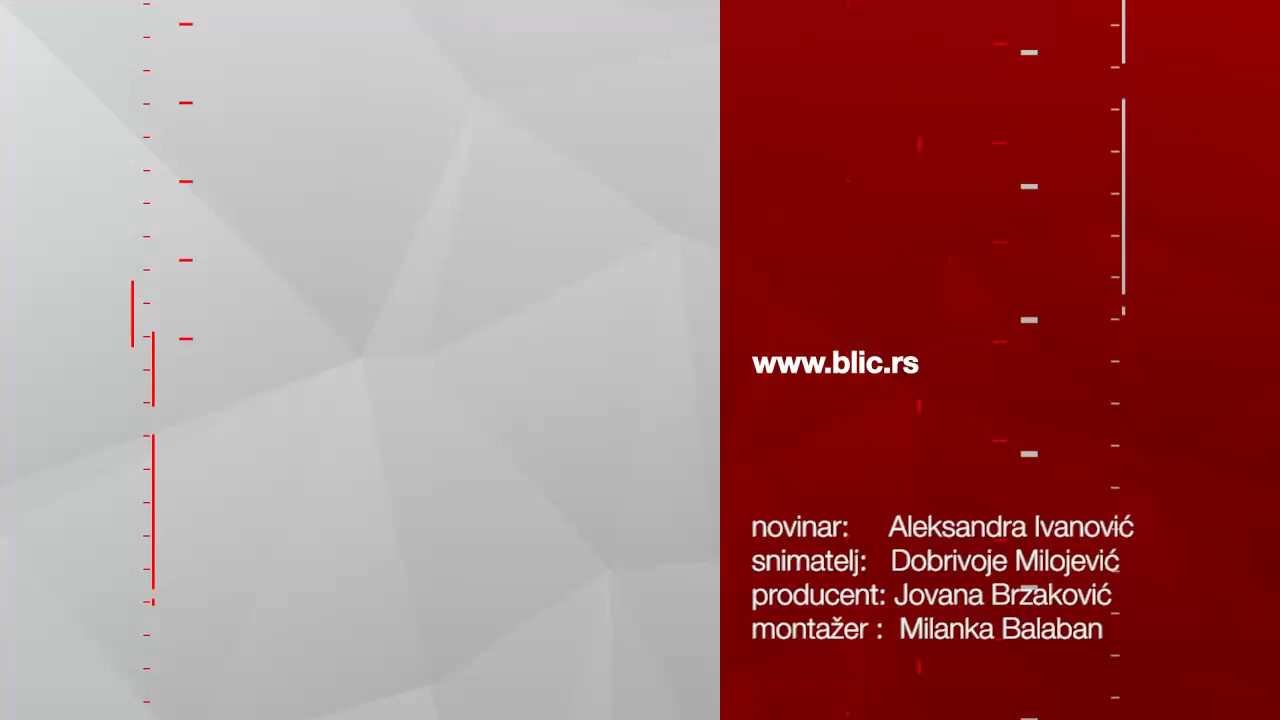 www.blic.rs
novinar: Aleksandra Ivanović
snimatelj: Dobrivoje Milojević
producent: Jovana Brzaković
montažer : Milanka Balaban